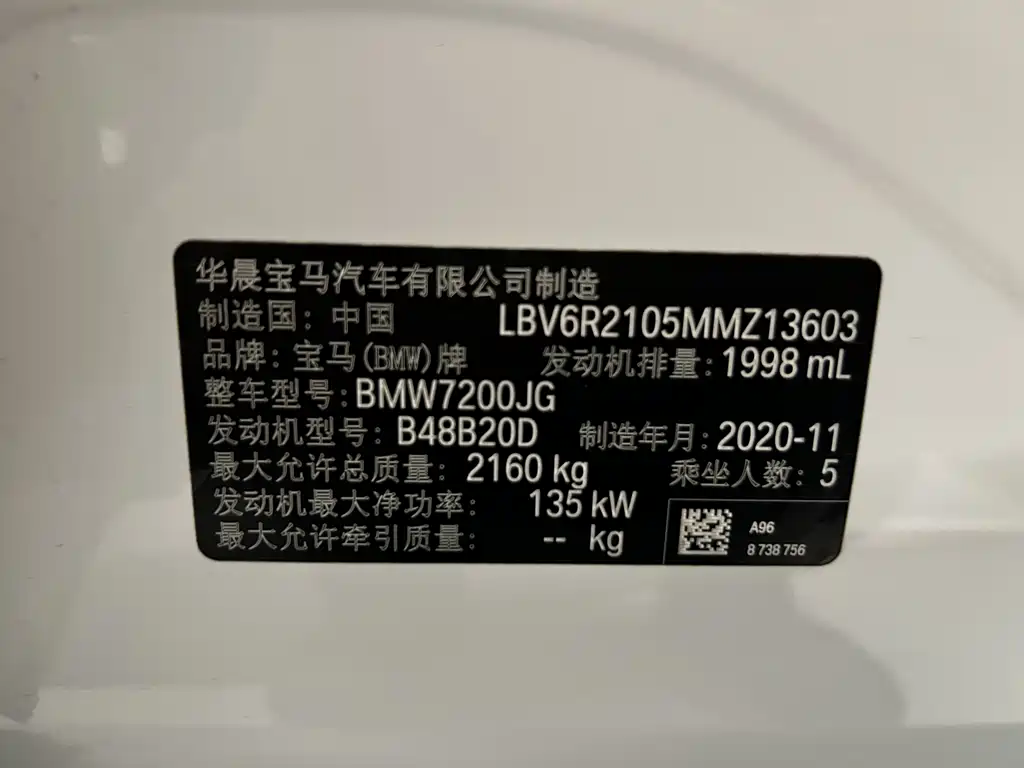 华晨宝马汽车有限公司制造
制造国：中国 LBV6R2105MMZ13603
品牌：宝马(BMW)牌 发动机排量：1998 mL
整车型号：BMW7200JG
发动机型号：B48B20D 制造年月：2020-11
最大允许总质量：2160 kg 乘坐人数：5
发动机最大净功率：135 kW
最大允许牵引质量：-- kg
A96
8 738 756